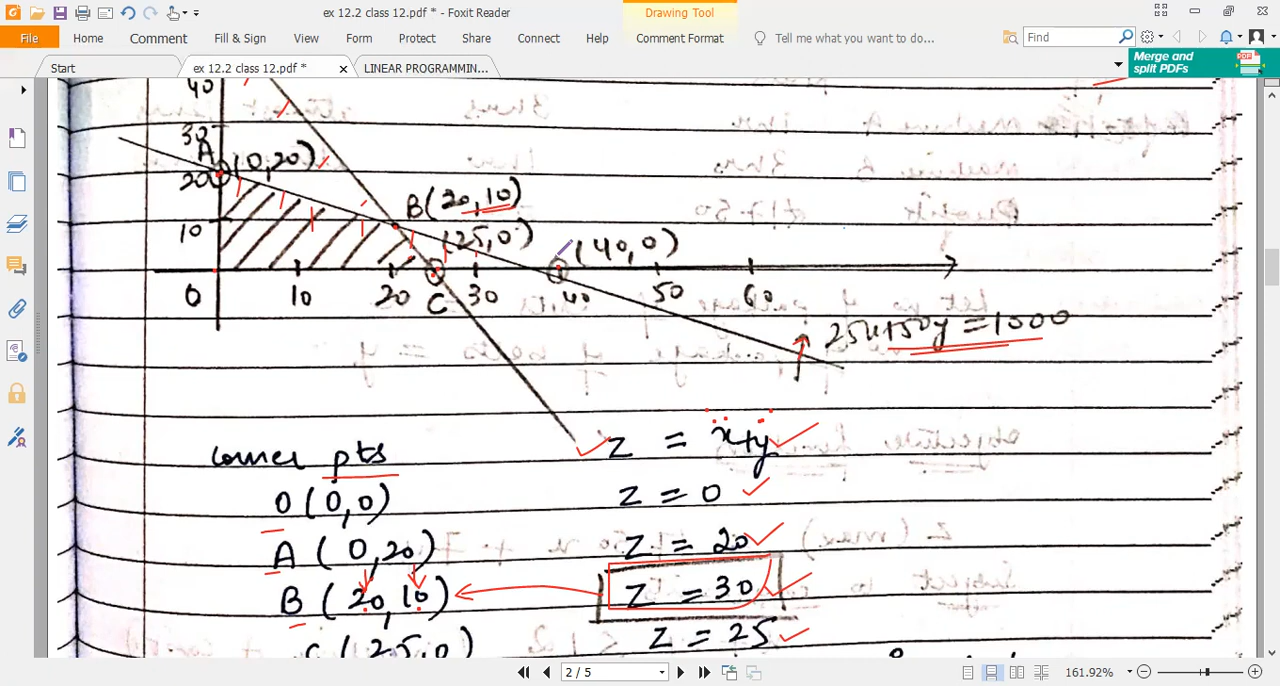 ex 12.2 class 12.pdf * - Foxit Reader
Drawing Tool
File Home Comment Fill & Sign View Form Protect Share Connect Help Comment Format Tell me what you want to do... Find
Start ex 12.2 class 12.pdf * LINEAR PROGRAMMIN...
Merge and
split PDFs
40
30
A (0,20)
20
B(20,10)
10
(25,0) (40,0)
0 10 20 C 30 40 50 60
25x+50y = 1000
corner pts Z = x+y
O (0,0) Z = 0
A (0,20) Z = 20
B (20,10) Z = 30
C (25,0) Z = 25
2 / 5 161.92%